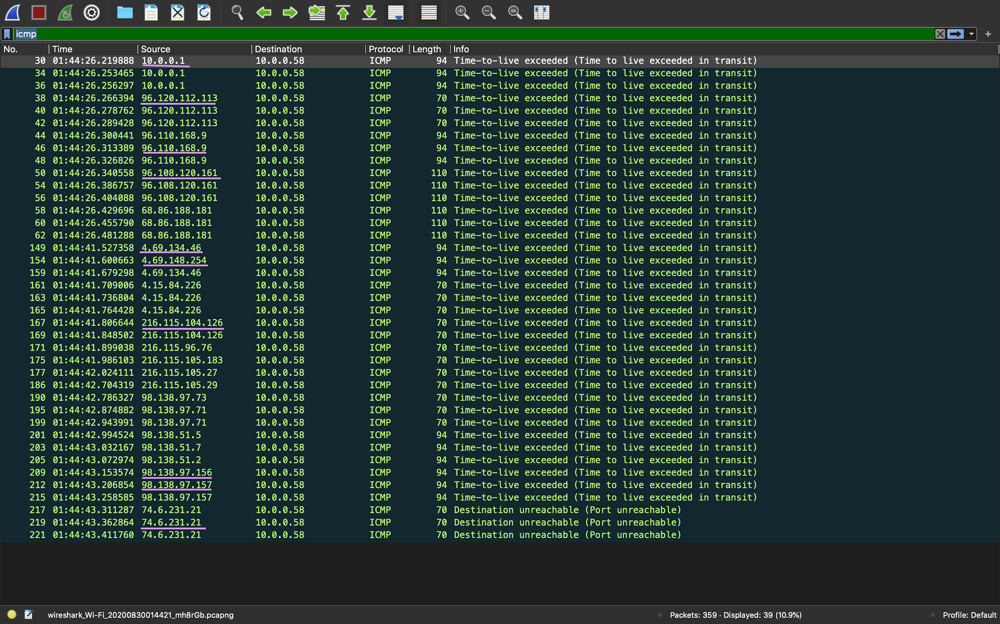 icmp
No. Time Source Destination Protocol Length Info
30 01:44:26.219888 10.0.0.1 10.0.0.58 ICMP 94 Time-to-live exceeded (Time to live exceeded in transit)
34 01:44:26.253465 10.0.0.1 10.0.0.58 ICMP 94 Time-to-live exceeded (Time to live exceeded in transit)
36 01:44:26.256297 10.0.0.1 10.0.0.58 ICMP 94 Time-to-live exceeded (Time to live exceeded in transit)
38 01:44:26.266394 96.120.112.113 10.0.0.58 ICMP 70 Time-to-live exceeded (Time to live exceeded in transit)
40 01:44:26.278762 96.120.112.113 10.0.0.58 ICMP 70 Time-to-live exceeded (Time to live exceeded in transit)
42 01:44:26.289428 96.120.112.113 10.0.0.58 ICMP 70 Time-to-live exceeded (Time to live exceeded in transit)
44 01:44:26.300441 96.110.168.9 10.0.0.58 ICMP 94 Time-to-live exceeded (Time to live exceeded in transit)
46 01:44:26.313389 96.110.168.9 10.0.0.58 ICMP 94 Time-to-live exceeded (Time to live exceeded in transit)
48 01:44:26.326826 96.110.168.9 10.0.0.58 ICMP 94 Time-to-live exceeded (Time to live exceeded in transit)
50 01:44:26.340558 96.108.120.161 10.0.0.58 ICMP 110 Time-to-live exceeded (Time to live exceeded in transit)
54 01:44:26.386757 96.108.120.161 10.0.0.58 ICMP 110 Time-to-live exceeded (Time to live exceeded in transit)
56 01:44:26.404088 96.108.120.161 10.0.0.58 ICMP 110 Time-to-live exceeded (Time to live exceeded in transit)
58 01:44:26.429696 68.86.188.181 10.0.0.58 ICMP 110 Time-to-live exceeded (Time to live exceeded in transit)
60 01:44:26.455790 68.86.188.181 10.0.0.58 ICMP 110 Time-to-live exceeded (Time to live exceeded in transit)
62 01:44:26.481288 68.86.188.181 10.0.0.58 ICMP 110 Time-to-live exceeded (Time to live exceeded in transit)
149 01:44:41.527358 4.69.134.46 10.0.0.58 ICMP 94 Time-to-live exceeded (Time to live exceeded in transit)
154 01:44:41.600663 4.69.148.254 10.0.0.58 ICMP 94 Time-to-live exceeded (Time to live exceeded in transit)
159 01:44:41.679298 4.69.134.46 10.0.0.58 ICMP 94 Time-to-live exceeded (Time to live exceeded in transit)
161 01:44:41.709006 4.15.84.226 10.0.0.58 ICMP 70 Time-to-live exceeded (Time to live exceeded in transit)
163 01:44:41.736804 4.15.84.226 10.0.0.58 ICMP 70 Time-to-live exceeded (Time to live exceeded in transit)
165 01:44:41.764428 4.15.84.226 10.0.0.58 ICMP 70 Time-to-live exceeded (Time to live exceeded in transit)
167 01:44:41.806644 216.115.104.126 10.0.0.58 ICMP 70 Time-to-live exceeded (Time to live exceeded in transit)
169 01:44:41.848502 216.115.104.126 10.0.0.58 ICMP 70 Time-to-live exceeded (Time to live exceeded in transit)
171 01:44:41.899038 216.115.96.76 10.0.0.58 ICMP 70 Time-to-live exceeded (Time to live exceeded in transit)
175 01:44:41.986103 216.115.105.183 10.0.0.58 ICMP 70 Time-to-live exceeded (Time to live exceeded in transit)
177 01:44:42.024111 216.115.105.27 10.0.0.58 ICMP 70 Time-to-live exceeded (Time to live exceeded in transit)
186 01:44:42.704319 216.115.105.29 10.0.0.58 ICMP 70 Time-to-live exceeded (Time to live exceeded in transit)
190 01:44:42.786327 98.138.97.73 10.0.0.58 ICMP 70 Time-to-live exceeded (Time to live exceeded in transit)
195 01:44:42.874882 98.138.97.71 10.0.0.58 ICMP 70 Time-to-live exceeded (Time to live exceeded in transit)
199 01:44:42.943991 98.138.97.71 10.0.0.58 ICMP 70 Time-to-live exceeded (Time to live exceeded in transit)
201 01:44:42.994524 98.138.51.5 10.0.0.58 ICMP 94 Time-to-live exceeded (Time to live exceeded in transit)
203 01:44:43.032167 98.138.51.7 10.0.0.58 ICMP 94 Time-to-live exceeded (Time to live exceeded in transit)
205 01:44:43.072974 98.138.51.2 10.0.0.58 ICMP 94 Time-to-live exceeded (Time to live exceeded in transit)
209 01:44:43.153574 98.138.97.156 10.0.0.58 ICMP 94 Time-to-live exceeded (Time to live exceeded in transit)
212 01:44:43.206854 98.138.97.157 10.0.0.58 ICMP 94 Time-to-live exceeded (Time to live exceeded in transit)
215 01:44:43.258585 98.138.97.157 10.0.0.58 ICMP 94 Time-to-live exceeded (Time to live exceeded in transit)
217 01:44:43.311287 74.6.231.21 10.0.0.58 ICMP 70 Destination unreachable (Port unreachable)
219 01:44:43.362864 74.6.231.21 10.0.0.58 ICMP 70 Destination unreachable (Port unreachable)
221 01:44:43.411760 74.6.231.21 10.0.0.58 ICMP 70 Destination unreachable (Port unreachable)
wireshark_Wi-Fi_20200830014421_mh8rGb.pcapng Packets: 359 · Displayed: 39 (10.9%) Profile: Default